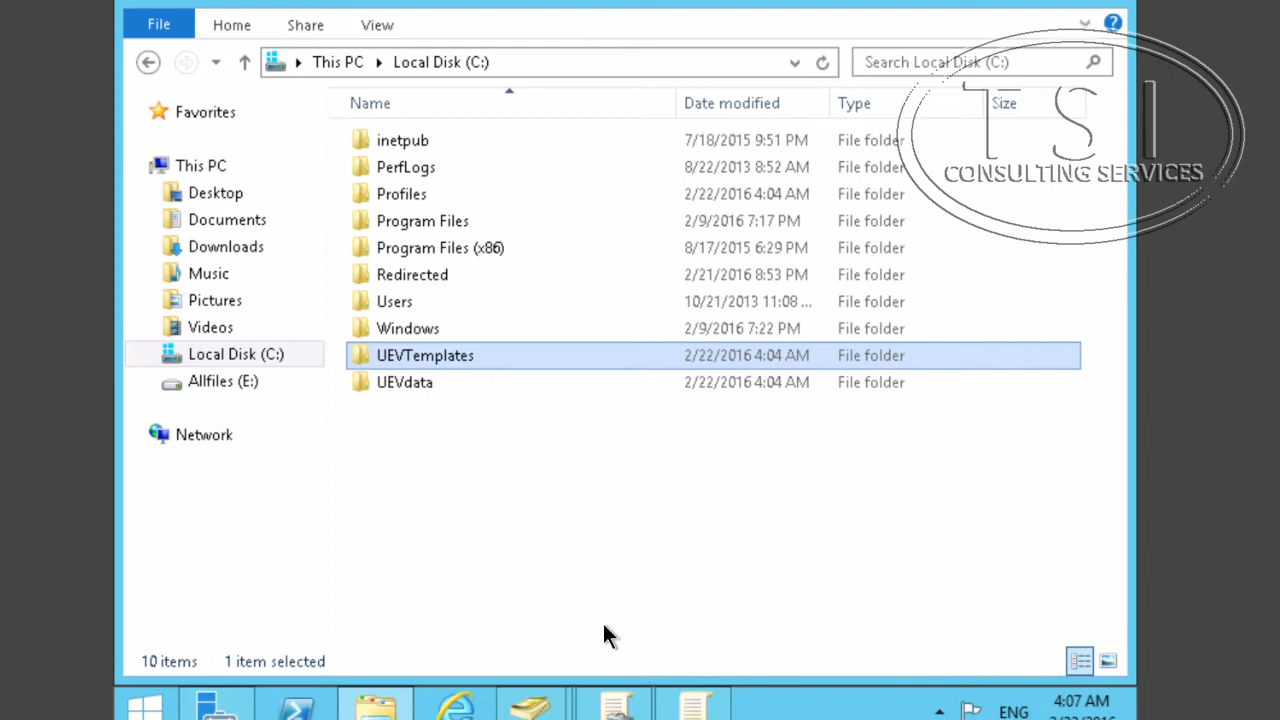 File Home Share View
This PC Local Disk (C:) Search Local Disk (C:)
T S I
CONSULTING SERVICES
Name Date modified Type Size
Favorites
This PC
Desktop
Documents
Downloads
Music
Pictures
Videos
Local Disk (C:)
Allfiles (E:)
Network
inetpub 7/18/2015 9:51 PM File folder
PerfLogs 8/22/2013 8:52 AM File folder
Profiles 2/22/2016 4:04 AM File folder
Program Files 2/9/2016 7:17 PM File folder
Program Files (x86) 8/17/2015 6:29 PM File folder
Redirected 2/21/2016 8:53 PM File folder
Users 10/21/2013 11:08 ... File folder
Windows 2/9/2016 7:22 PM File folder
UEVTemplates 2/22/2016 4:04 AM File folder
UEVdata 2/22/2016 4:04 AM File folder
10 items 1 item selected
ENG 4:07 AM